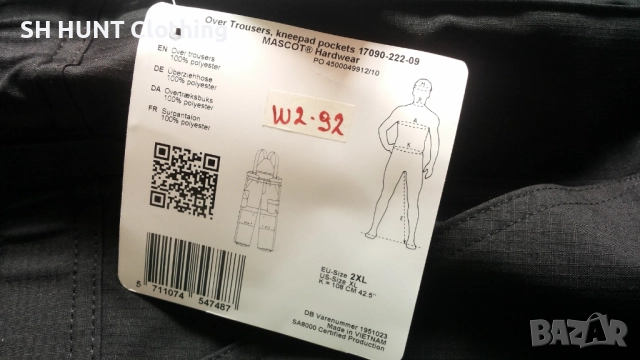 SH Hunt Clothing
Over Trousers, kneepad pockets 17090-222-09
MASCOT® Hardwear
PO 4500049912/10
EN Over trousers
100% polyester
DE Überziehhose
100% polyester
DA Overtræksbuks
100% polyester
FR Surpantalon
100% polyester
W2-92
A
K
EU-Size 2XL
US-Size XL
K = 108 CM 42.5"
5 711074 547487
DB Varenummer 1951023
Made in VIETNAM
SA8000 Certified Production
BAZAR
.bg